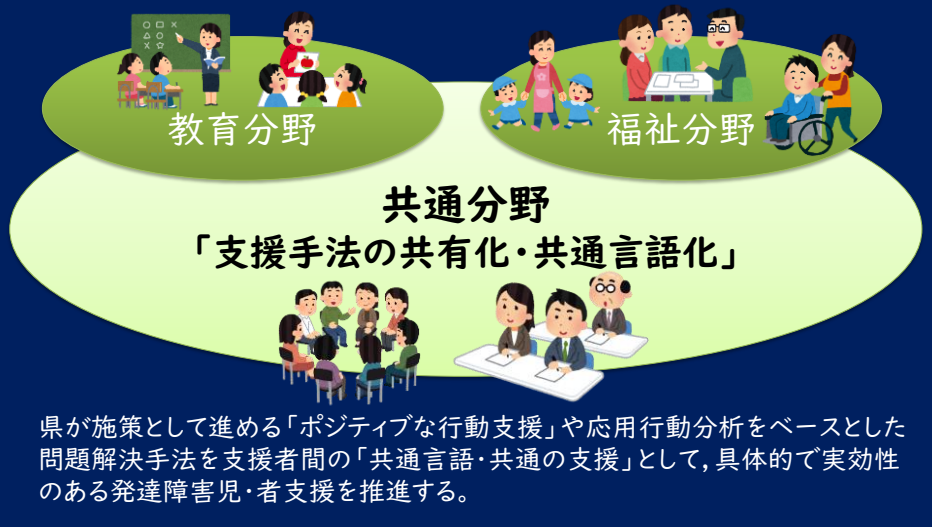 教育分野
福祉分野
共通分野
「支援手法の共有化・共通言語化」
県が施策として進める「ポジティブな行動支援」や応用行動分析をベースとした
問題解決手法を支援者間の「共通言語・共通の支援」として,具体的で実効性
のある発達障害児・者支援を推進する。